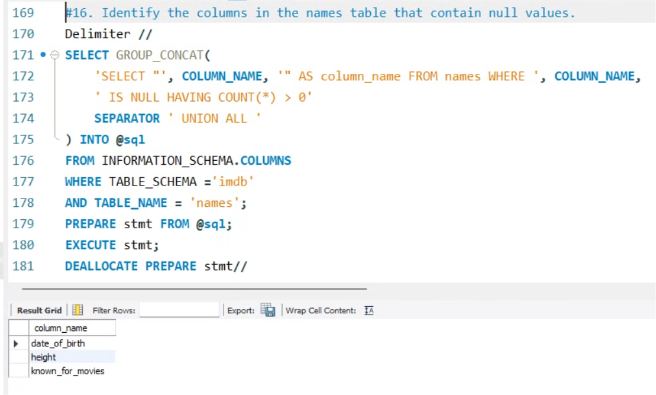 169 #16. Identify the columns in the names table that contain null values.
170 Delimiter //
171 SELECT GROUP_CONCAT(
172 'SELECT "', COLUMN_NAME, '" AS column_name FROM names WHERE ', COLUMN_NAME,
173 ' IS NULL HAVING COUNT(*) > 0'
174 SEPARATOR ' UNION ALL '
175 ) INTO @sql
176 FROM INFORMATION_SCHEMA.COLUMNS
177 WHERE TABLE_SCHEMA ='imdb'
178 AND TABLE_NAME = 'names';
179 PREPARE stmt FROM @sql;
180 EXECUTE stmt;
181 DEALLOCATE PREPARE stmt//
Result Grid Filter Rows: Export: Wrap Cell Content: IA
column_name
date_of_birth
height
known_for_movies